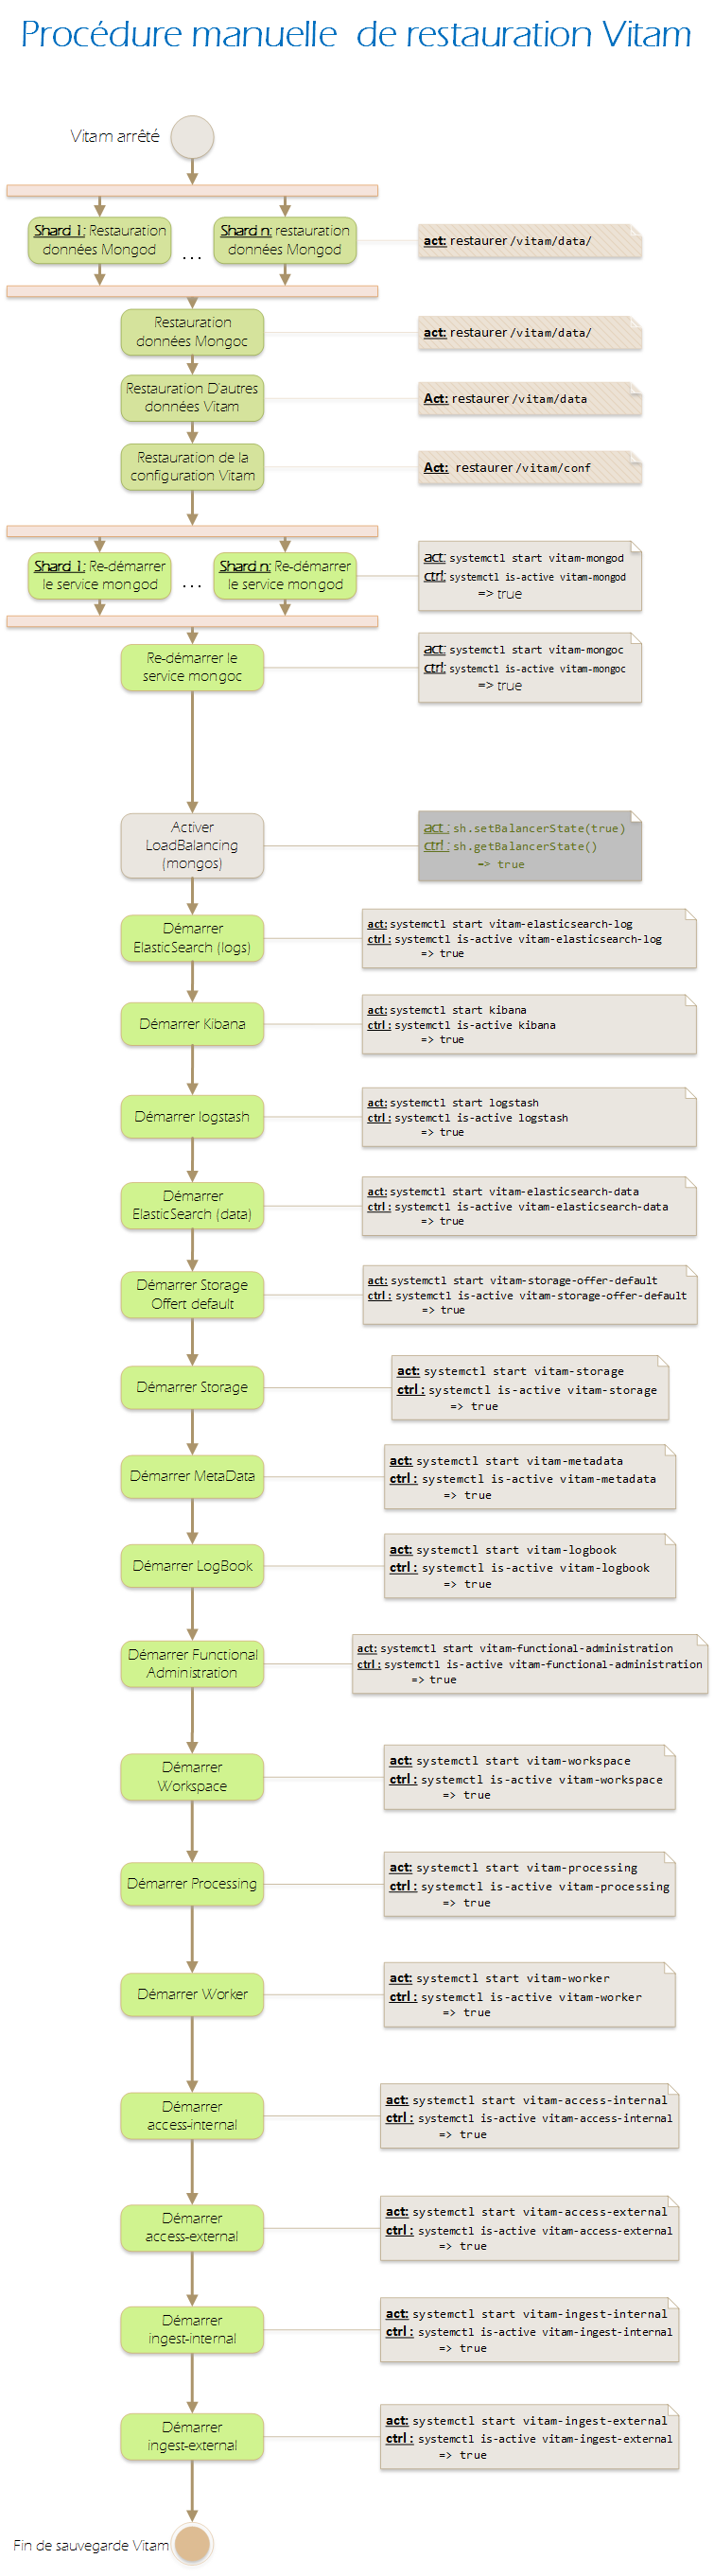 Procédure manuelle de restauration Vitam
Vitam arrêté
Shard 1: Restauration
données Mongod
...
Shard n: restauration
données Mongod
act: restaurer /vitam/data/
Restauration
données Mongoc
act: restaurer /vitam/data/
Restauration D'autres
données Vitam
Act: restaurer /vitam/data
Restauration de la
configuration Vitam
Act: restaurer /vitam/conf
Shard 1: Re-démarrer
le service mongod
...
Shard n: Re-démarrer
le service mongod
act: systemctl start vitam-mongod
ctrl: systemctl is-active vitam-mongod
=> true
Re-démarrer le
service mongoc
act: systemctl start vitam-mongoc
ctrl: systemctl is-active vitam-mongoc
=> true
Activer
LoadBalancing
(mongos)
act : sh.setBalancerState(true)
ctrl : sh.getBalancerState()
–> true
Démarrer
ElasticSearch (logs)
act: systemctl start vitam-elasticsearch-log
ctrl : systemctl is-active vitam-elasticsearch-log
=> true
Démarrer Kibana
act: systemctl start kibana
ctrl : systemctl is-active kibana
=> true
Démarrer logstash
act: systemctl start logstash
ctrl : systemctl is-active logstash
=> true
Démarrer
ElasticSearch (data)
act: systemctl start vitam-elasticsearch-data
ctrl : systemctl is-active vitam-elasticsearch-data
=> true
Démarrer Storage
Offert default
act: systemctl start vitam-storage-offer-default
ctrl : systemctl is-active vitam-storage-offer-default
=> true
Démarrer Storage
act: systemctl start vitam-storage
ctrl : systemctl is-active vitam-storage
=> true
Démarrer MetaData
act: systemctl start vitam-metadata
ctrl : systemctl is-active vitam-metadata
=> true
Démarrer LogBook
act: systemctl start vitam-logbook
ctrl : systemctl is-active vitam-logbook
=> true
Démarrer Functional
Administration
act: systemctl start vitam-functional-administration
ctrl : systemctl is-active vitam-functional-administration
=> true
Démarrer
Workspace
act: systemctl start vitam-workspace
ctrl : systemctl is-active vitam-workspace
=> true
Démarrer Processing
act: systemctl start vitam-processing
ctrl : systemctl is-active vitam-processing
=> true
Démarrer Worker
act: systemctl start vitam-worker
ctrl : systemctl is-active vitam-worker
=> true
Démarrer
access-internal
act: systemctl start vitam-access-internal
ctrl : systemctl is-active vitam-access-internal
=> true
Démarrer
access-external
act: systemctl start vitam-access-external
ctrl : systemctl is-active vitam-access-external
=> true
Démarrer
ingest-internal
act: systemctl start vitam-ingest-internal
ctrl : systemctl is-active vitam-ingest-internal
=> true
Démarrer
ingest-external
act: systemctl start vitam-ingest-external
ctrl : systemctl is-active vitam-ingest-external
=> true
Fin de sauvegarde Vitam